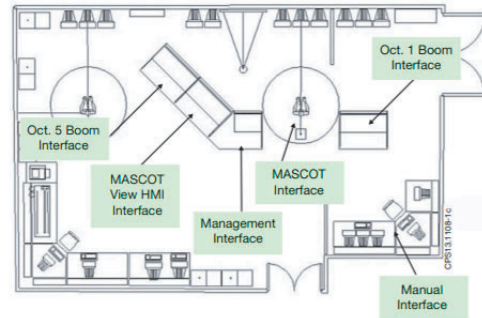 Oct. 1 Boom
Interface
Oct. 5 Boom
Interface
MASCOT
View HMI
Interface
MASCOT
Interface
Management
Interface
Manual
Interface
CPS13.1108-1c